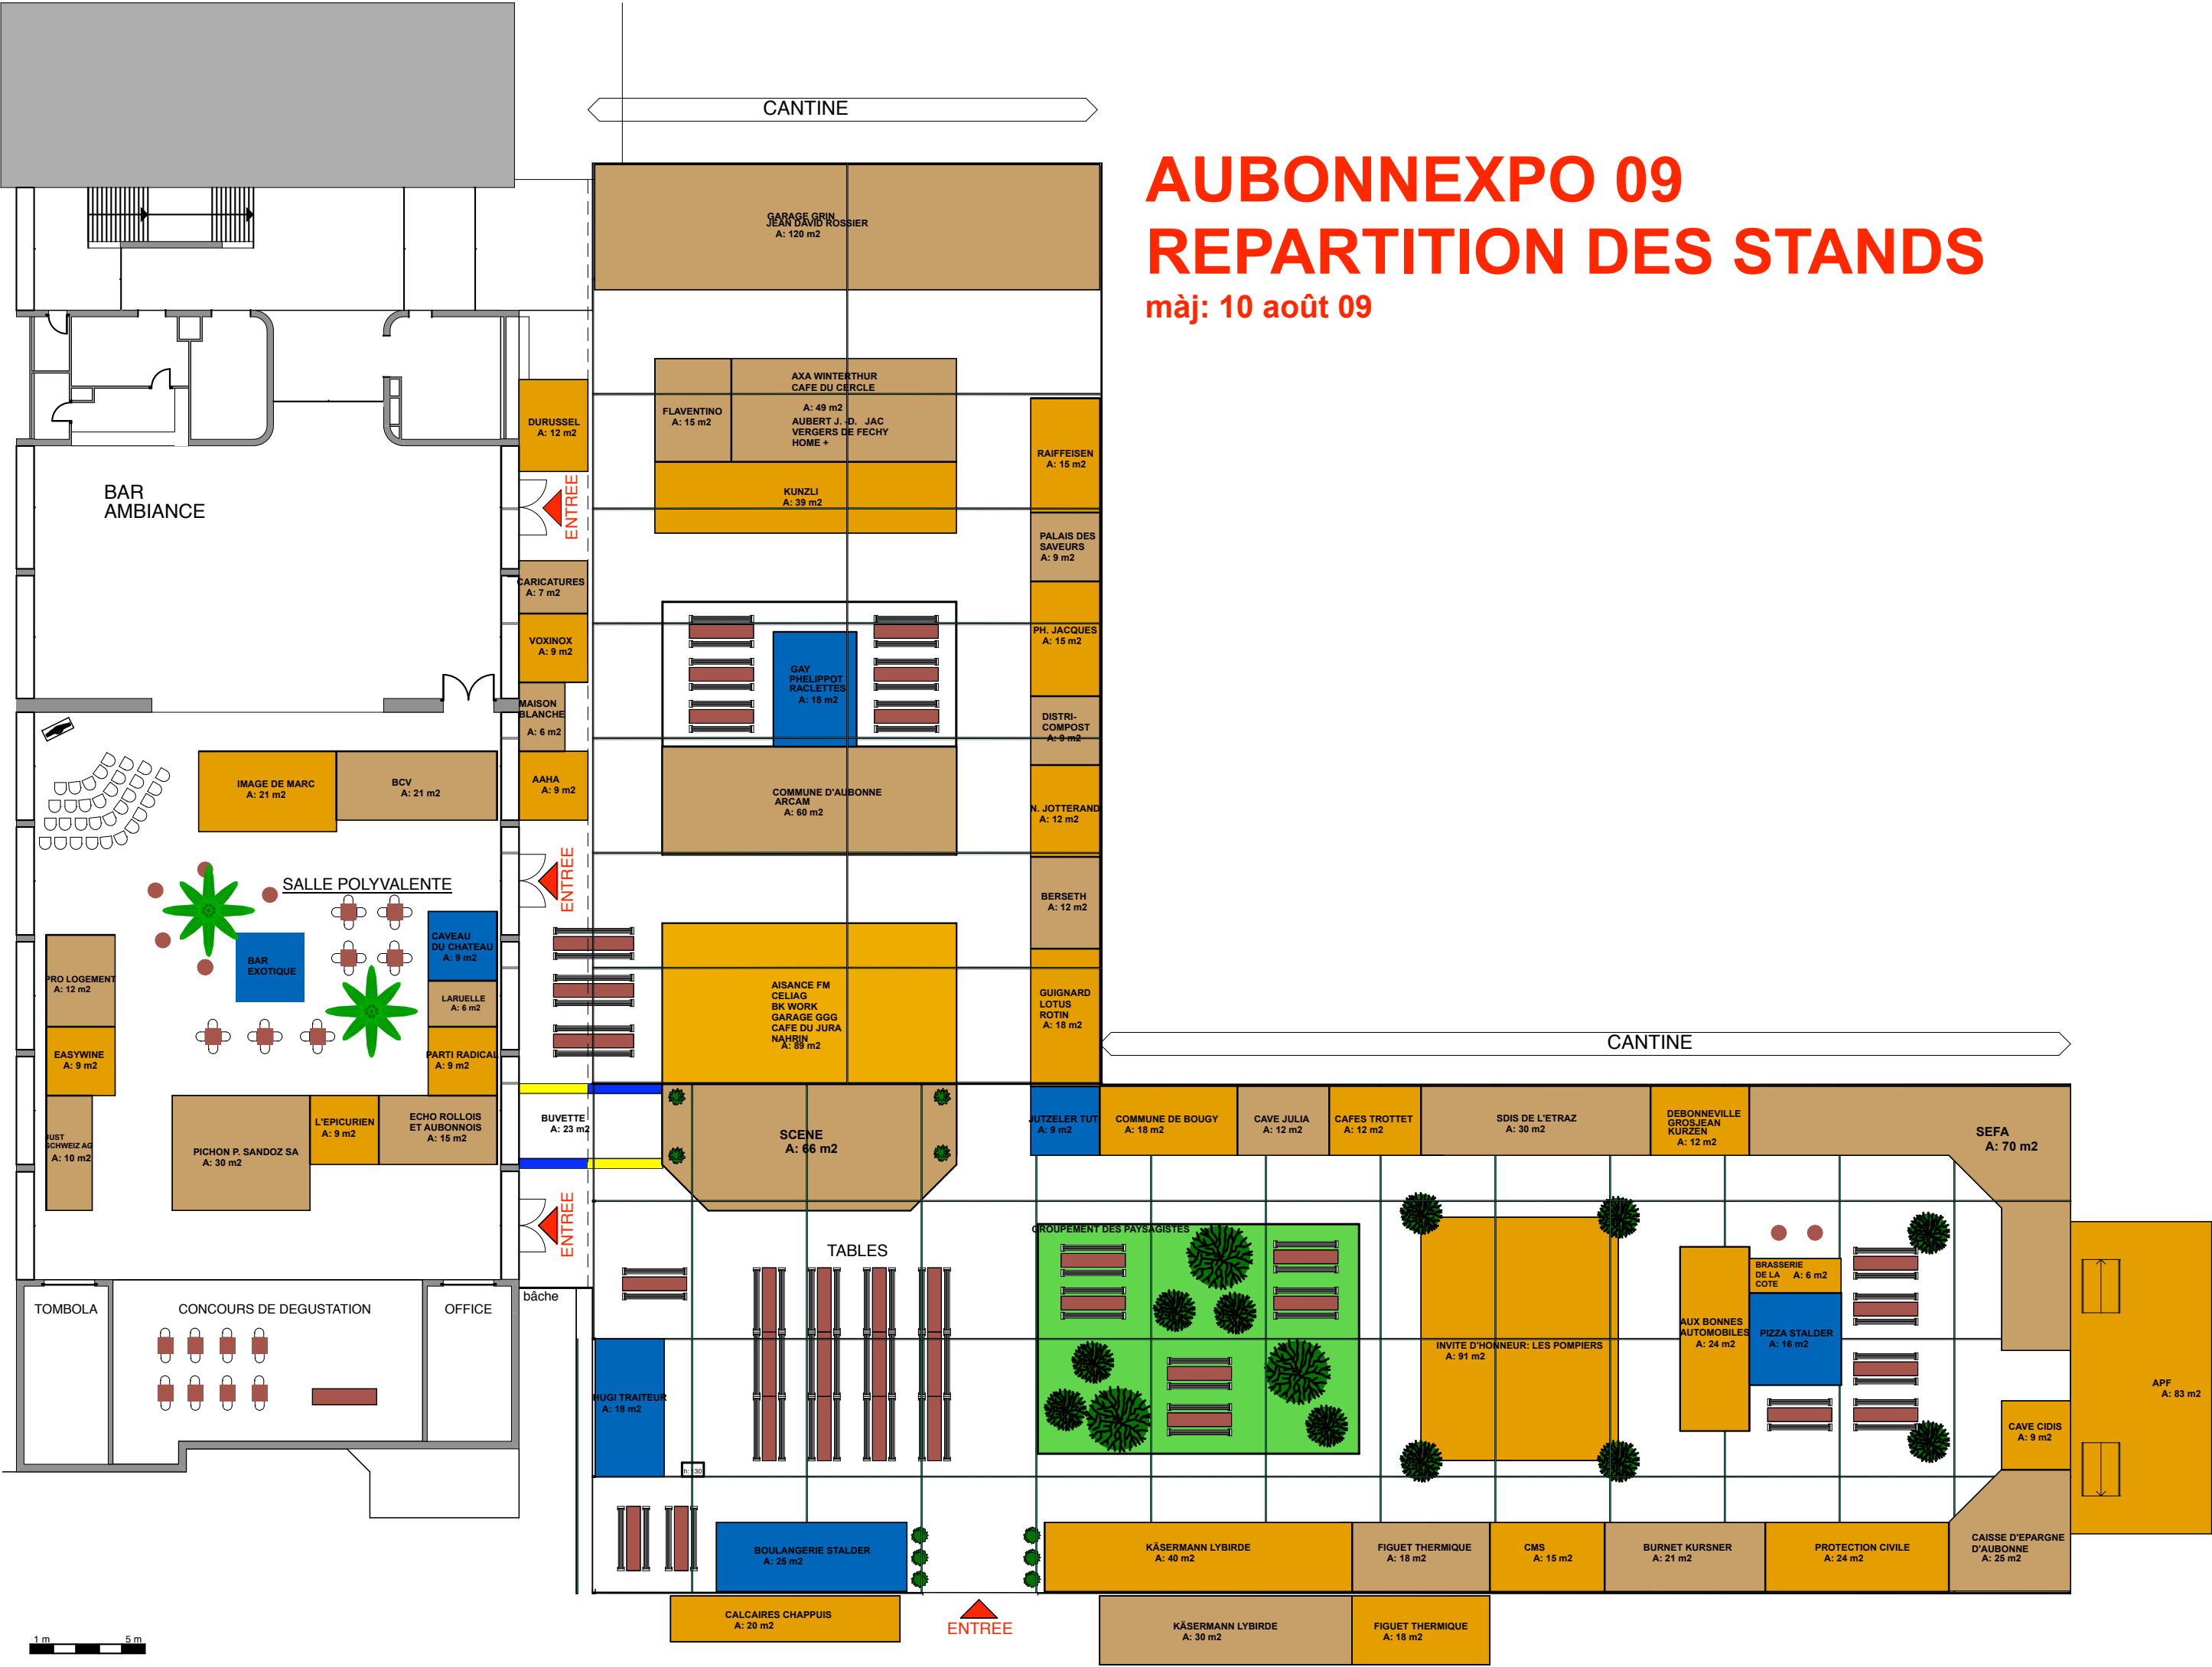 CANTINE
AUBONNEXPO 09
REPARTITION DES STANDS
màj: 10 août 09
GARAGE GRIN
JEAN DAVID ROSSIER
A: 120 m2
AXA WINTERTHUR
CAFE DU CERCLE
A: 49 m2
AUBERT J. -D. JAC
VERGERS DE FECHY
HOME +
FLAVENTINO
A: 15 m2
DURUSSEL
A: 12 m2
RAIFFEISEN
A: 15 m2
KUNZLI
A: 39 m2
BAR
AMBIANCE
ENTREE
PALAIS DES
SAVEURS
A: 9 m2
CARICATURES
A: 7 m2
VOXINOX
A: 9 m2
PH. JACQUES
A: 15 m2
GAY
PHELIPPOT
RACLETTES
A: 18 m2
MAISON
BLANCHE
A: 6 m2
DISTRI-
COMPOST
A: 9 m2
IMAGE DE MARC
A: 21 m2
BCV
A: 21 m2
AAHA
A: 9 m2
COMMUNE D'AUBONNE
ARCAM
A: 60 m2
N. JOTTERAND
A: 12 m2
SALLE POLYVALENTE
ENTREE
BERSETH
A: 12 m2
CAVEAU
DU CHATEAU
A: 9 m2
BAR
EXOTIQUE
PRO LOGEMENT
A: 12 m2
LARUELLE
A: 6 m2
AISANCE FM
CELIAG
BK WORK
GARAGE GGG
CAFE DU JURA
NAHRIN
A: 89 m2
GUIGNARD
LOTUS
ROTIN
A: 18 m2
CANTINE
EASYWINE
A: 9 m2
PARTI RADICAL
A: 9 m2
JUST
SCHWEIZ AG
A: 10 m2
PICHON P. SANDOZ SA
A: 30 m2
L'EPICURIEN
A: 9 m2
ECHO ROLLOIS
ET AUBONNOIS
A: 15 m2
BUVETTE
A: 23 m2
SCENE
A: 66 m2
JUTZELER TUT
A: 9 m2
COMMUNE DE BOUGY
A: 18 m2
CAVE JULIA
A: 12 m2
CAFES TROTTET
A: 12 m2
SDIS DE L'ETRAZ
A: 30 m2
DEBONNEVILLE
GROSJEAN
KURZEN
A: 12 m2
SEFA
A: 70 m2
ENTREE
TABLES
GROUPEMENT DES PAYSAGISTES
BRASSERIE
DE LA
COTE
A: 6 m2
TOMBOLA
CONCOURS DE DEGUSTATION
OFFICE
bâche
INVITE D'HONNEUR: LES POMPIERS
A: 91 m2
AUX BONNES
AUTOMOBILES
A: 24 m2
PIZZA STALDER
A: 16 m2
APF
A: 83 m2
HUGI TRAITEUR
A: 18 m2
CAVE CIDIS
A: 9 m2
h: 130
BOULANGERIE STALDER
A: 25 m2
KÄSERMANN LYBIRDE
A: 40 m2
FIGUET THERMIQUE
A: 18 m2
CMS
A: 15 m2
BURNET KURSNER
A: 21 m2
PROTECTION CIVILE
A: 24 m2
CAISSE D'EPARGNE
D'AUBONNE
A: 25 m2
CALCAIRES CHAPPUIS
A: 20 m2
ENTREE
KÄSERMANN LYBIRDE
A: 30 m2
FIGUET THERMIQUE
A: 18 m2
1 m
5 m